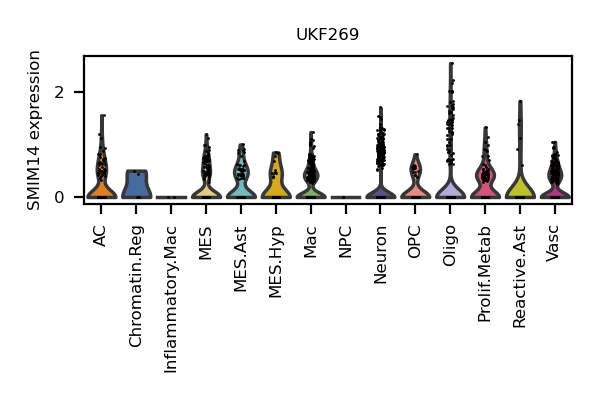 UKF269
SMIM14 expression
2
0
AC
Chromatin.Reg
Inflammatory.Mac
MES
MES.Ast
MES.Hyp
Mac
NPC
Neuron
OPC
Oligo
Prolif.Metab
Reactive.Ast
Vasc